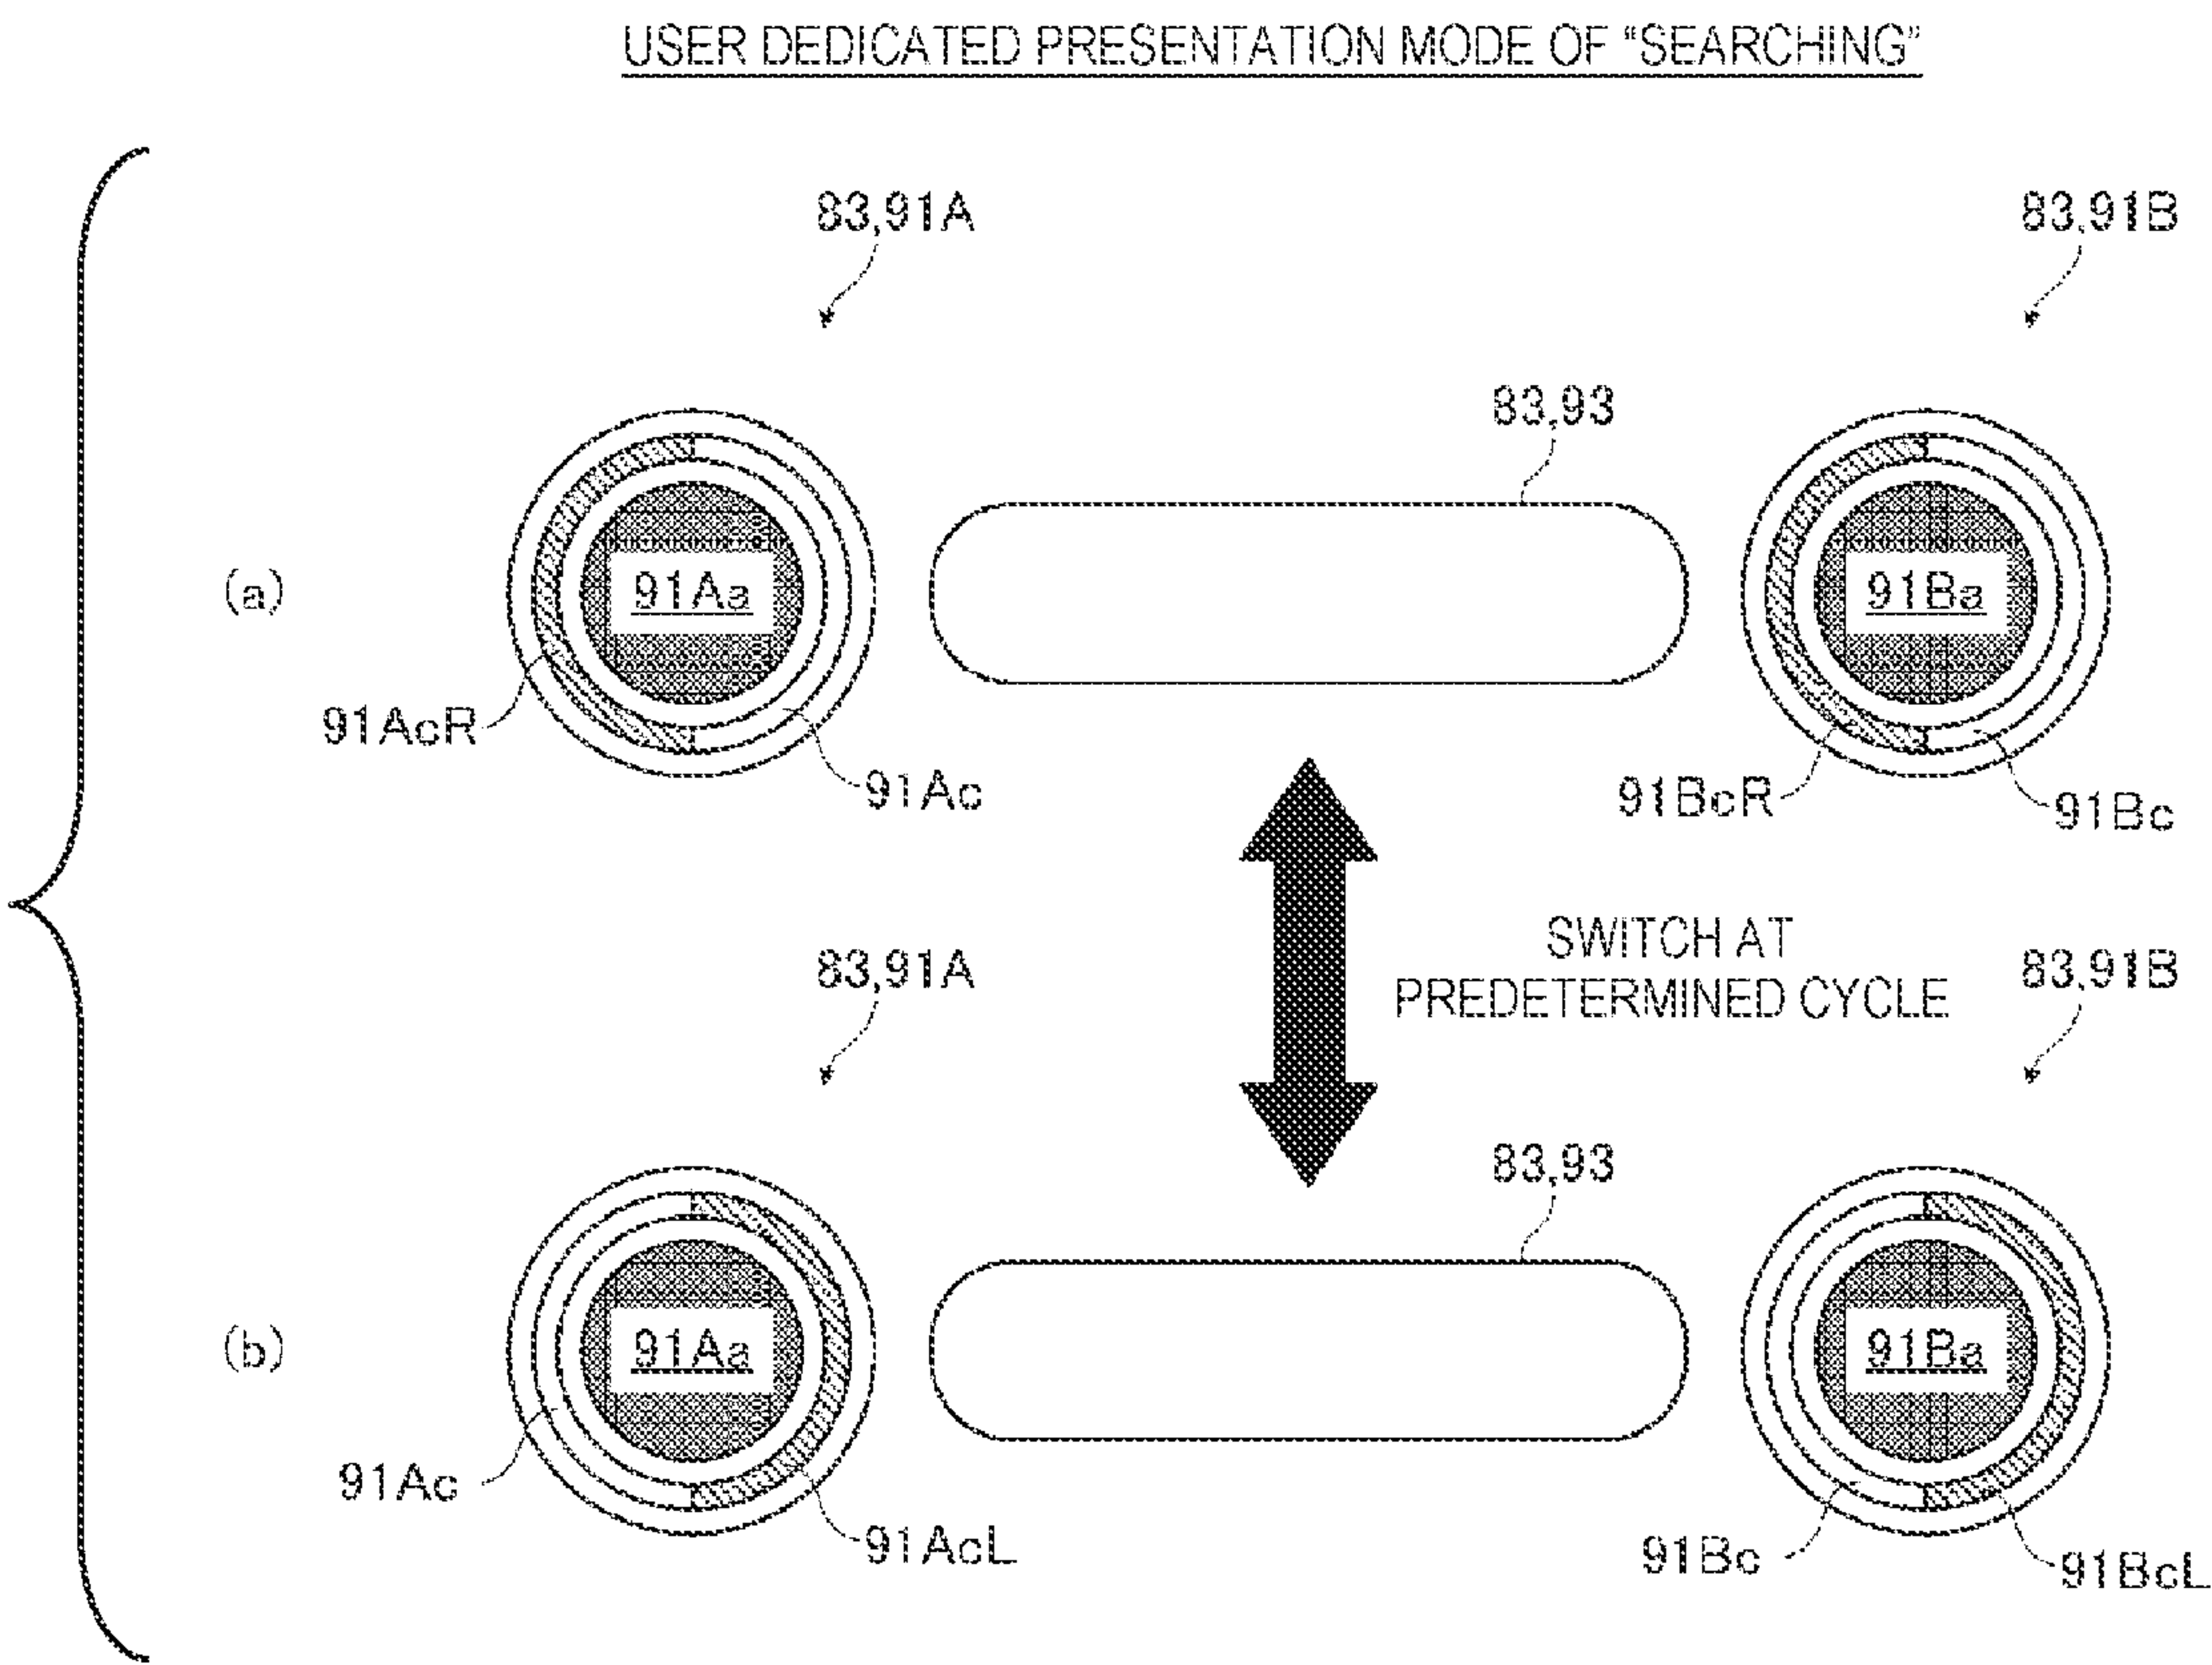 USER DEDICATED PRESENTATION MODE OF "SEARCHING"
83,91A
83,91B
83,93
(a)
91Aa
91Ba
91AcR
91Ac
91BcR
91Bc
SWITCH AT
PREDETERMINED CYCLE
83,91A
83,91B
83,93
(b)
91Aa
91Ba
91Ac
91AcL
91Bc
91BcL